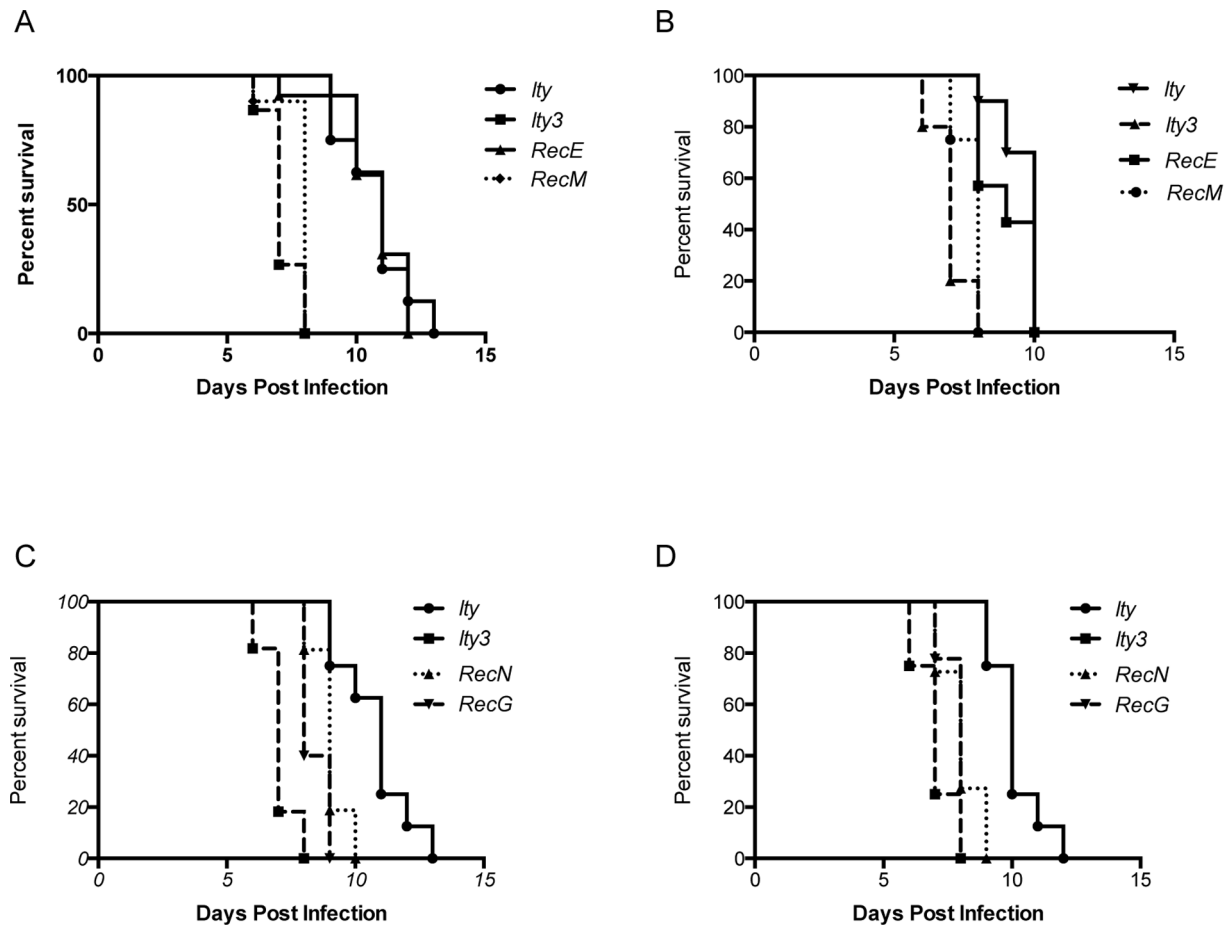 A
100
50
0
0
5
10
15
Percent survival
Days Post Infection
Ity
Ity3
RecE
RecM
B
100
80
60
40
20
0
0
5
10
15
Percent survival
Days Post Infection
Ity
Ity3
RecE
RecM
C
100
80
60
40
20
0
0
5
10
15
Percent survival
Days Post Infection
Ity
Ity3
RecN
RecG
D
100
80
60
40
20
0
0
5
10
15
Percent survival
Days Post Infection
Ity
Ity3
RecN
RecG